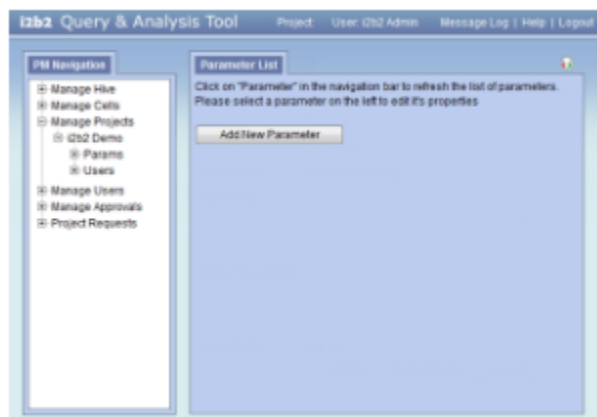 i2b2 Query & Analysis Tool Project: User: i2b2 Admin Message Log | Help | Logout
PM Navigation
Manage Hive
Manage Cells
Manage Projects
i2b2 Demo
Params
Users
Manage Users
Manage Approvals
Project Requests
Parameter List
Click on "Parameter" in the navigation bar to refresh the list of parameters.
Please select a parameter on the left to edit it's properties
Add New Parameter